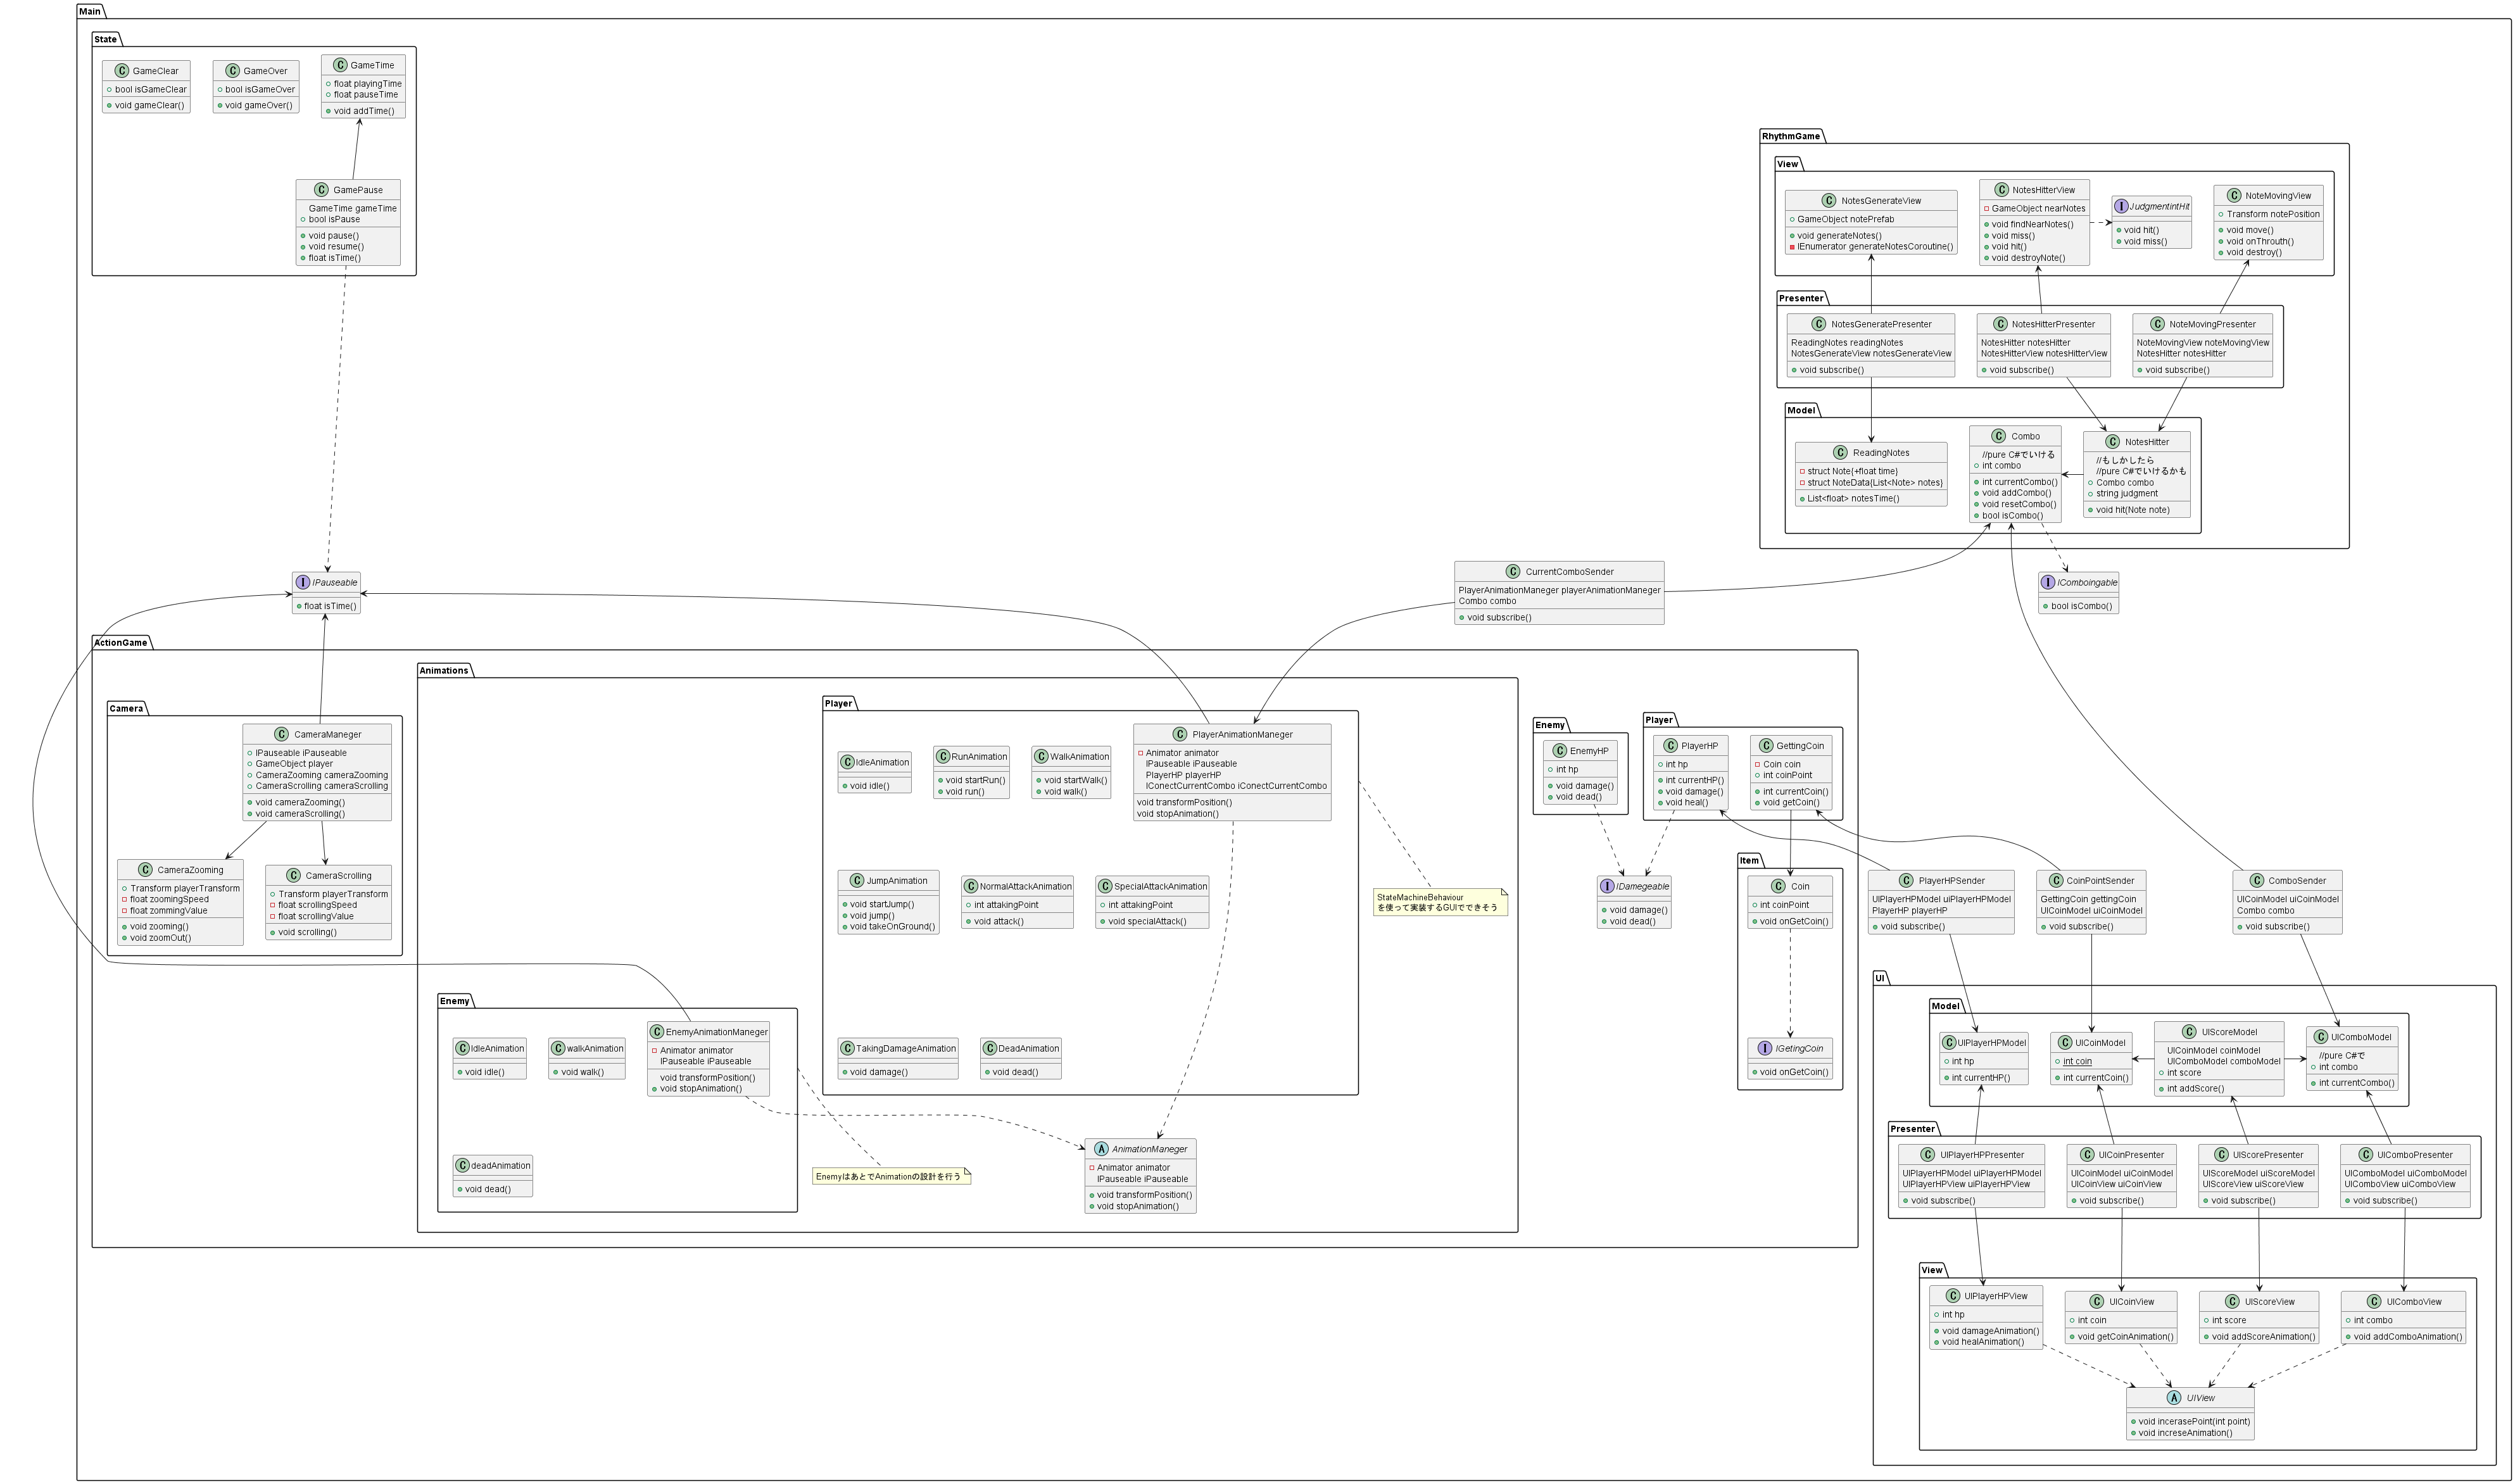 Main
State
GameClear
bool isGameClear
void gameClear()
GameOver
bool isGameOver
void gameOver()
GameTime
float playingTime
float pauseTime
void addTime()
GamePause
GameTime gameTime
bool isPause
void pause()
void resume()
float isTime()
RhythmGame
View
NotesGenerateView
GameObject notePrefab
void generateNotes()
IEnumerator generateNotesCoroutine()
NotesHitterView
GameObject nearNotes
void findNearNotes()
void miss()
void hit()
void destroyNote()
JudgmentintHit
void hit()
void miss()
NoteMovingView
Transform notePosition
void move()
void onThrouth()
void destroy()
Presenter
NotesGeneratePresenter
ReadingNotes readingNotes
NotesGenerateView notesGenerateView
void subscribe()
NotesHitterPresenter
NotesHitter notesHitter
NotesHitterView notesHitterView
void subscribe()
NoteMovingPresenter
NoteMovingView noteMovingView
NotesHitter notesHitter
void subscribe()
Model
ReadingNotes
struct Note{+float time}
struct NoteData{List<Note> notes}
List<float> notesTime()
Combo
//pure C#でいける
int combo
int currentCombo()
void addCombo()
void resetCombo()
bool isCombo()
NotesHitter
//もしかしたら
//pure C#でいけるかも
Combo combo
string judgment
void hit(Note note)
IPauseable
float isTime()
CurrentComboSender
PlayerAnimationManeger playerAnimationManeger
Combo combo
void subscribe()
IComboingable
bool isCombo()
ActionGame
Camera
CameraManeger
IPauseable iPauseable
GameObject player
CameraZooming cameraZooming
CameraScrolling cameraScrolling
void cameraZooming()
void cameraScrolling()
CameraZooming
Transform playerTransform
float zoomingSpeed
float zommingValue
void zooming()
void zoomOut()
CameraScrolling
Transform playerTransform
float scrollingSpeed
float scrollingValue
void scrolling()
Animations
Player
IdleAnimation
void idle()
RunAnimation
void startRun()
void run()
WalkAnimation
void startWalk()
void walk()
PlayerAnimationManeger
Animator animator
IPauseable iPauseable
PlayerHP playerHP
IConectCurrentCombo iConectCurrentCombo
void transformPosition()
void stopAnimation()
JumpAnimation
void startJump()
void jump()
void takeOnGround()
NormalAttackAnimation
int attakingPoint
void attack()
SpecialAttackAnimation
int attakingPoint
void specialAttack()
StateMachineBehaviour
を使って実装するGUIでできそう
TakingDamageAnimation
void damage()
DeadAnimation
void dead()
Enemy
IdleAnimation
void idle()
walkAnimation
void walk()
EnemyAnimationManeger
Animator animator
IPauseable iPauseable
void transformPosition()
void stopAnimation()
deadAnimation
void dead()
EnemyはあとでAnimationの設計を行う
AnimationManeger
Animator animator
IPauseable iPauseable
void transformPosition()
void stopAnimation()
Enemy
EnemyHP
int hp
void damage()
void dead()
Player
PlayerHP
int hp
int currentHP()
void damage()
void heal()
GettingCoin
Coin coin
int coinPoint
int currentCoin()
void getCoin()
IDamegeable
void damage()
void dead()
Item
Coin
int coinPoint
void onGetCoin()
IGetingCoin
void onGetCoin()
PlayerHPSender
UIPlayerHPModel uiPlayerHPModel
PlayerHP playerHP
void subscribe()
CoinPointSender
GettingCoin gettingCoin
UICoinModel uiCoinModel
void subscribe()
ComboSender
UICoinModel uiCoinModel
Combo combo
void subscribe()
UI
Model
UIPlayerHPModel
int hp
int currentHP()
UICoinModel
int coin
int currentCoin()
UIScoreModel
UICoinModel coinModel
UIComboModel comboModel
int score
int addScore()
UIComboModel
//pure C#で
int combo
int currentCombo()
Presenter
UIPlayerHPPresenter
UIPlayerHPModel uiPlayerHPModel
UIPlayerHPView uiPlayerHPView
void subscribe()
UICoinPresenter
UICoinModel uiCoinModel
UICoinView uiCoinView
void subscribe()
UIScorePresenter
UIScoreModel uiScoreModel
UIScoreView uiScoreView
void subscribe()
UIComboPresenter
UIComboModel uiComboModel
UIComboView uiComboView
void subscribe()
View
UIPlayerHPView
int hp
void damageAnimation()
void healAnimation()
UICoinView
int coin
void getCoinAnimation()
UIScoreView
int score
void addScoreAnimation()
UIComboView
int combo
void addComboAnimation()
UIView
void incerasePoint(int point)
void increseAnimation()